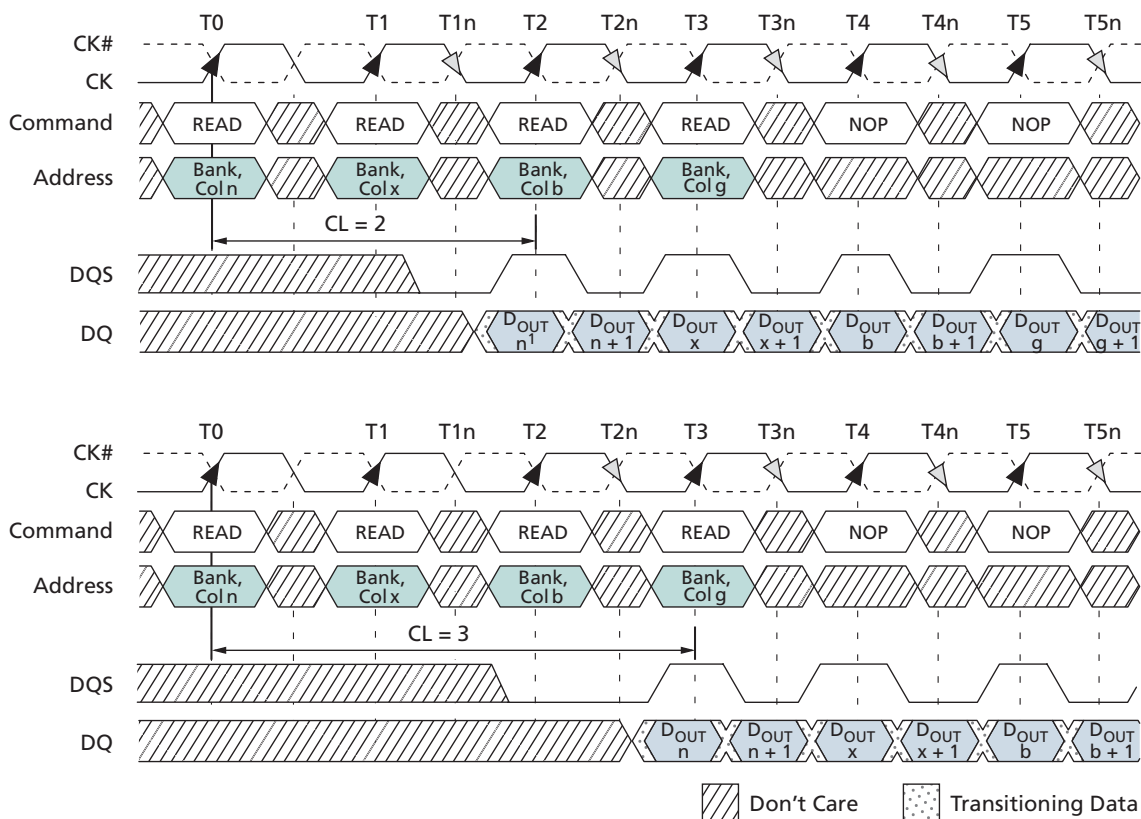 T0 T1 T1n T2 T2n T3 T3n T4 T4n T5 T5n
CK#
CK
Command READ READ READ READ NOP NOP
Address Bank, Col n Bank, Col x Bank, Col b Bank, Col g
CL = 2
DQS
DQ DOUT n1 DOUT n + 1 DOUT x DOUT x + 1 DOUT b DOUT b + 1 DOUT g DOUT g + 1
T0 T1 T1n T2 T2n T3 T3n T4 T4n T5 T5n
CK#
CK
Command READ READ READ READ NOP NOP
Address Bank, Col n Bank, Col x Bank, Col b Bank, Col g
CL = 3
DQS
DQ DOUT n DOUT n + 1 DOUT x DOUT x + 1 DOUT b DOUT b + 1
Don't Care Transitioning Data